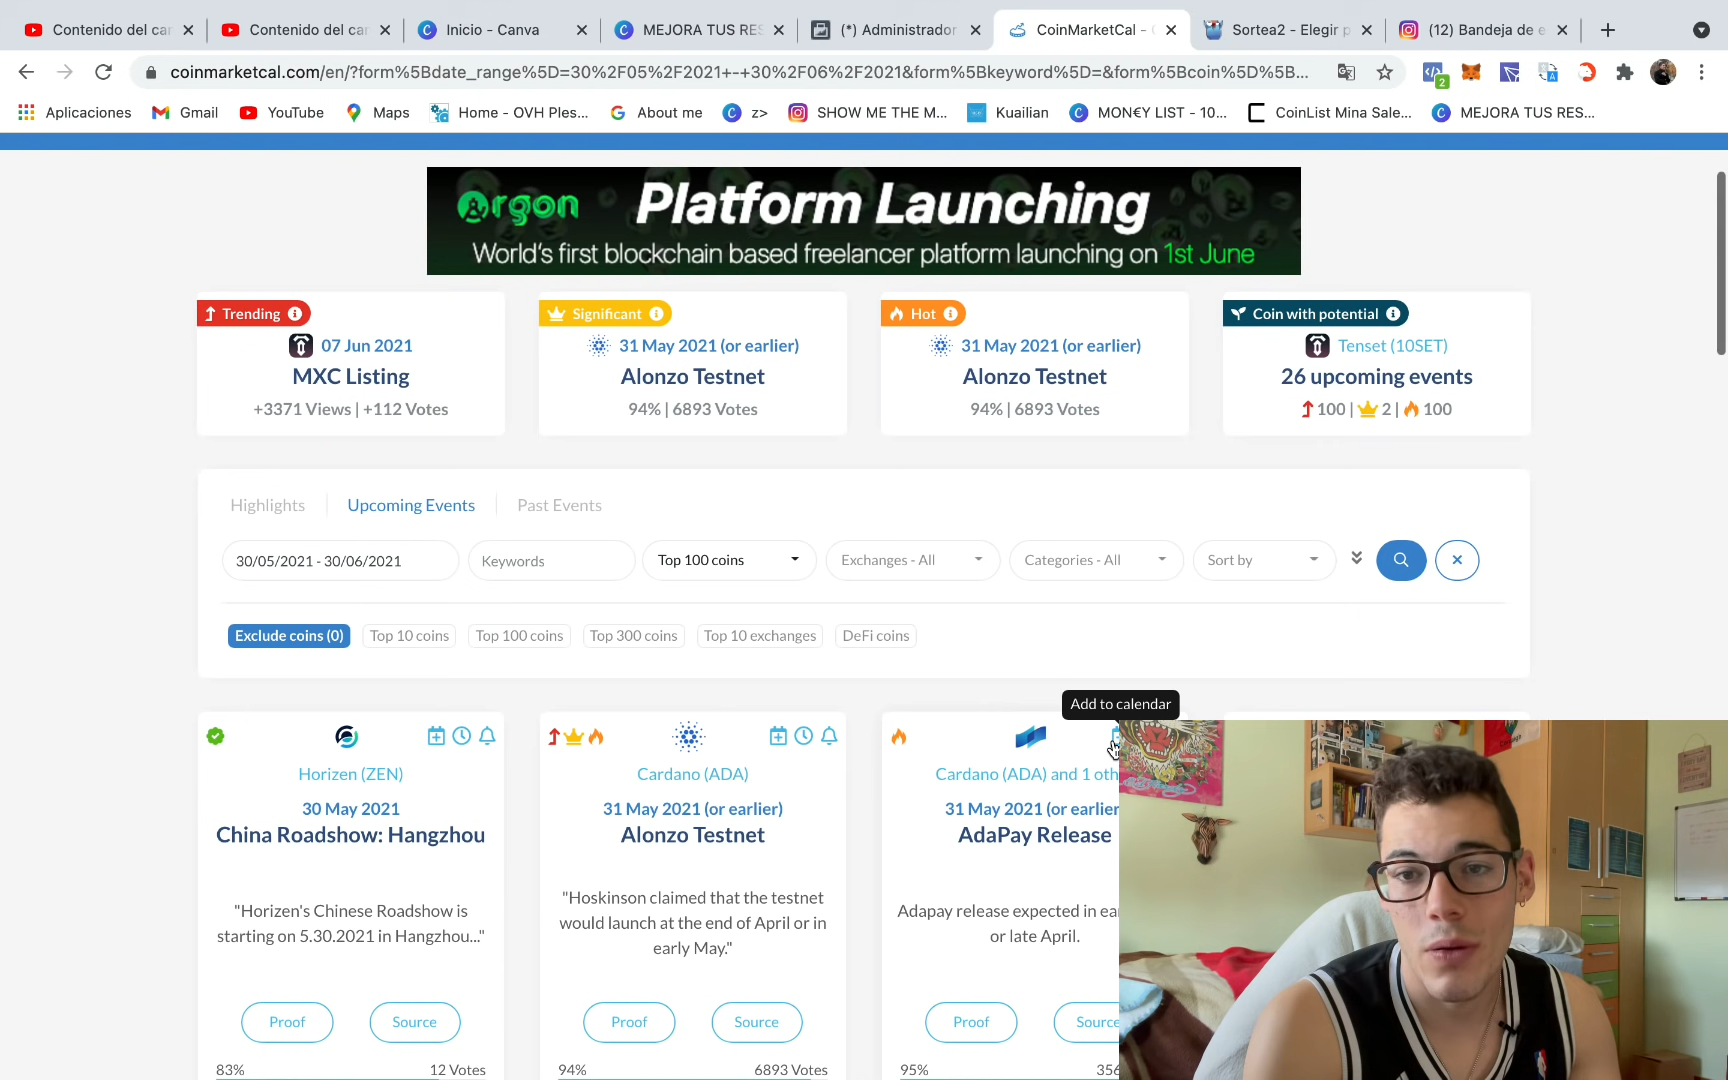 Contenido del car
Contenido del car
Inicio - Canva
MEJORA TUS RES
(*) Administrador
CoinMarketCal -
Sortea2 - Elegir p
(12) Bandeja de e
coinmarketcal.com/en/?form%5Bdate_range%5D=30%2F05%2F2021+-+30%2F06%2F2021&form%5Bkeyword%5D=&form%5Bcoin%5D%5B...
2
Aplicaciones
Gmail
YouTube
Maps
Home - OVH Ples...
About me
z>
SHOW ME THE M...
Kuailian
MON€Y LIST - 10...
CoinList Mina Sale...
MEJORA TUS RES...
Argon
Platform Launching
World's first blockchain based freelancer platform launching on 1st June
Trending
07 Jun 2021
MXC Listing
+3371 Views | +112 Votes
Significant
31 May 2021 (or earlier)
Alonzo Testnet
94% | 6893 Votes
Hot
31 May 2021 (or earlier)
Alonzo Testnet
94% | 6893 Votes
Coin with potential
Tenset (10SET)
26 upcoming events
100 | 2 | 100
Highlights
Upcoming Events
Past Events
30/05/2021 - 30/06/2021
Keywords
Top 100 coins
Exchanges - All
Categories - All
Sort by
Exclude coins (0)
Top 10 coins
Top 100 coins
Top 300 coins
Top 10 exchanges
DeFi coins
Add to calendar
Horizen (ZEN)
30 May 2021
China Roadshow: Hangzhou
"Horizen's Chinese Roadshow is
starting on 5.30.2021 in Hangzhou..."
Proof
Source
83%
12 Votes
Cardano (ADA)
31 May 2021 (or earlier)
Alonzo Testnet
"Hoskinson claimed that the testnet
would launch at the end of April or in
early May."
Proof
Source
94%
6893 Votes
Cardano (ADA) and 1 oth
31 May 2021 (or earlier
AdaPay Release
Adapay release expected in ea
or late April.
Proof
Source
95%
356